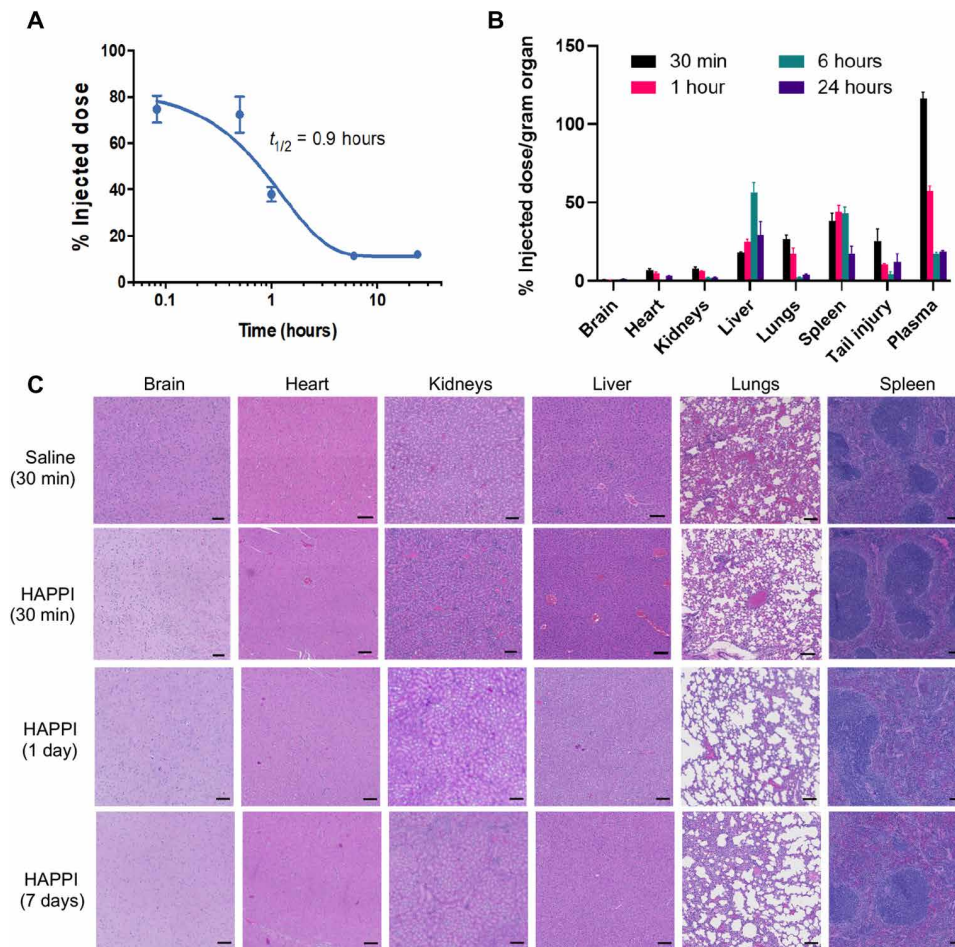 A
% Injected dose
100
80
60
40
20
0
t1/2 = 0.9 hours
0.1
1
10
Time (hours)
B
% Injected dose/gram organ
150
100
50
0
30 min
1 hour
6 hours
24 hours
Brain
Heart
Kidneys
Liver
Lungs
Spleen
Tail injury
Plasma
C
Brain
Heart
Kidneys
Liver
Lungs
Spleen
Saline
(30 min)
HAPPI
(30 min)
HAPPI
(1 day)
HAPPI
(7 days)